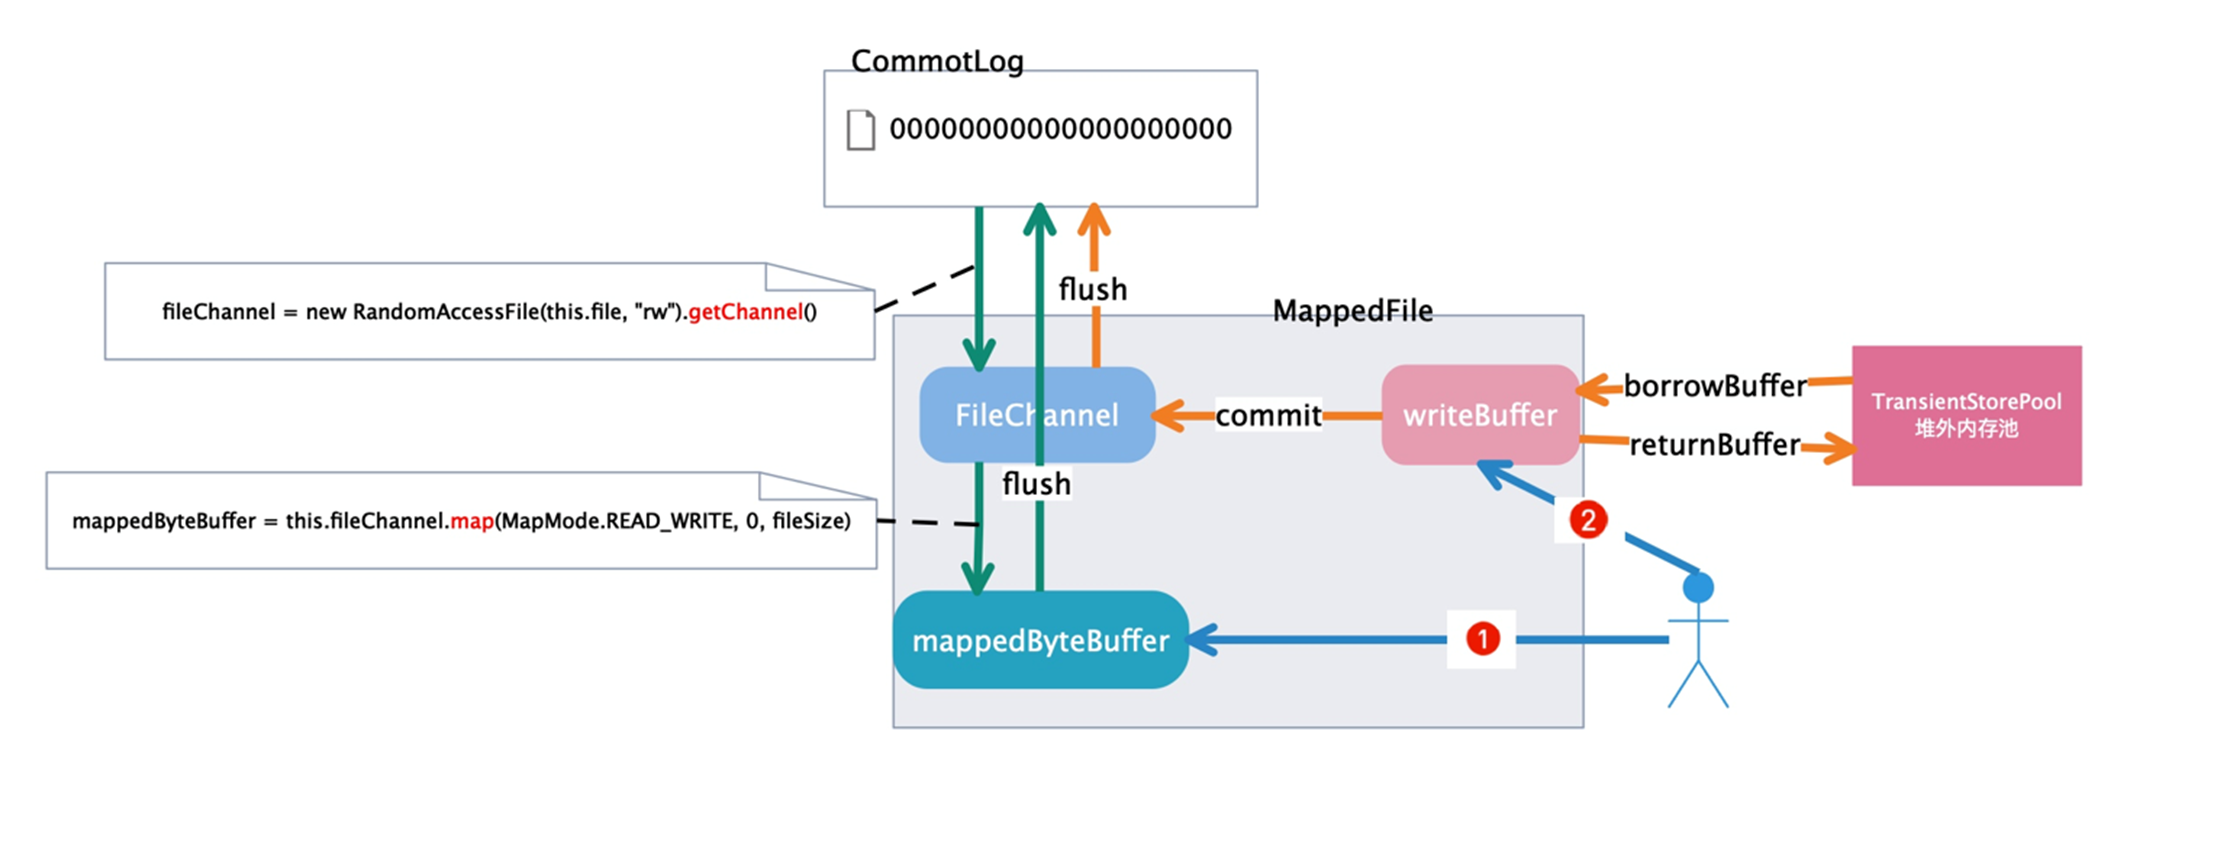 CommotLog
00000000000000000000
flush
fileChannel = new RandomAccessFile(this.file, "rw").getChannel()
MappedFile
FileChannel
commit
writeBuffer
borrowBuffer
returnBuffer
TransientStorePool
堆外内存池
flush
mappedByteBuffer = this.fileChannel.map(MapMode.READ_WRITE, 0, fileSize)
2
mappedByteBuffer
1